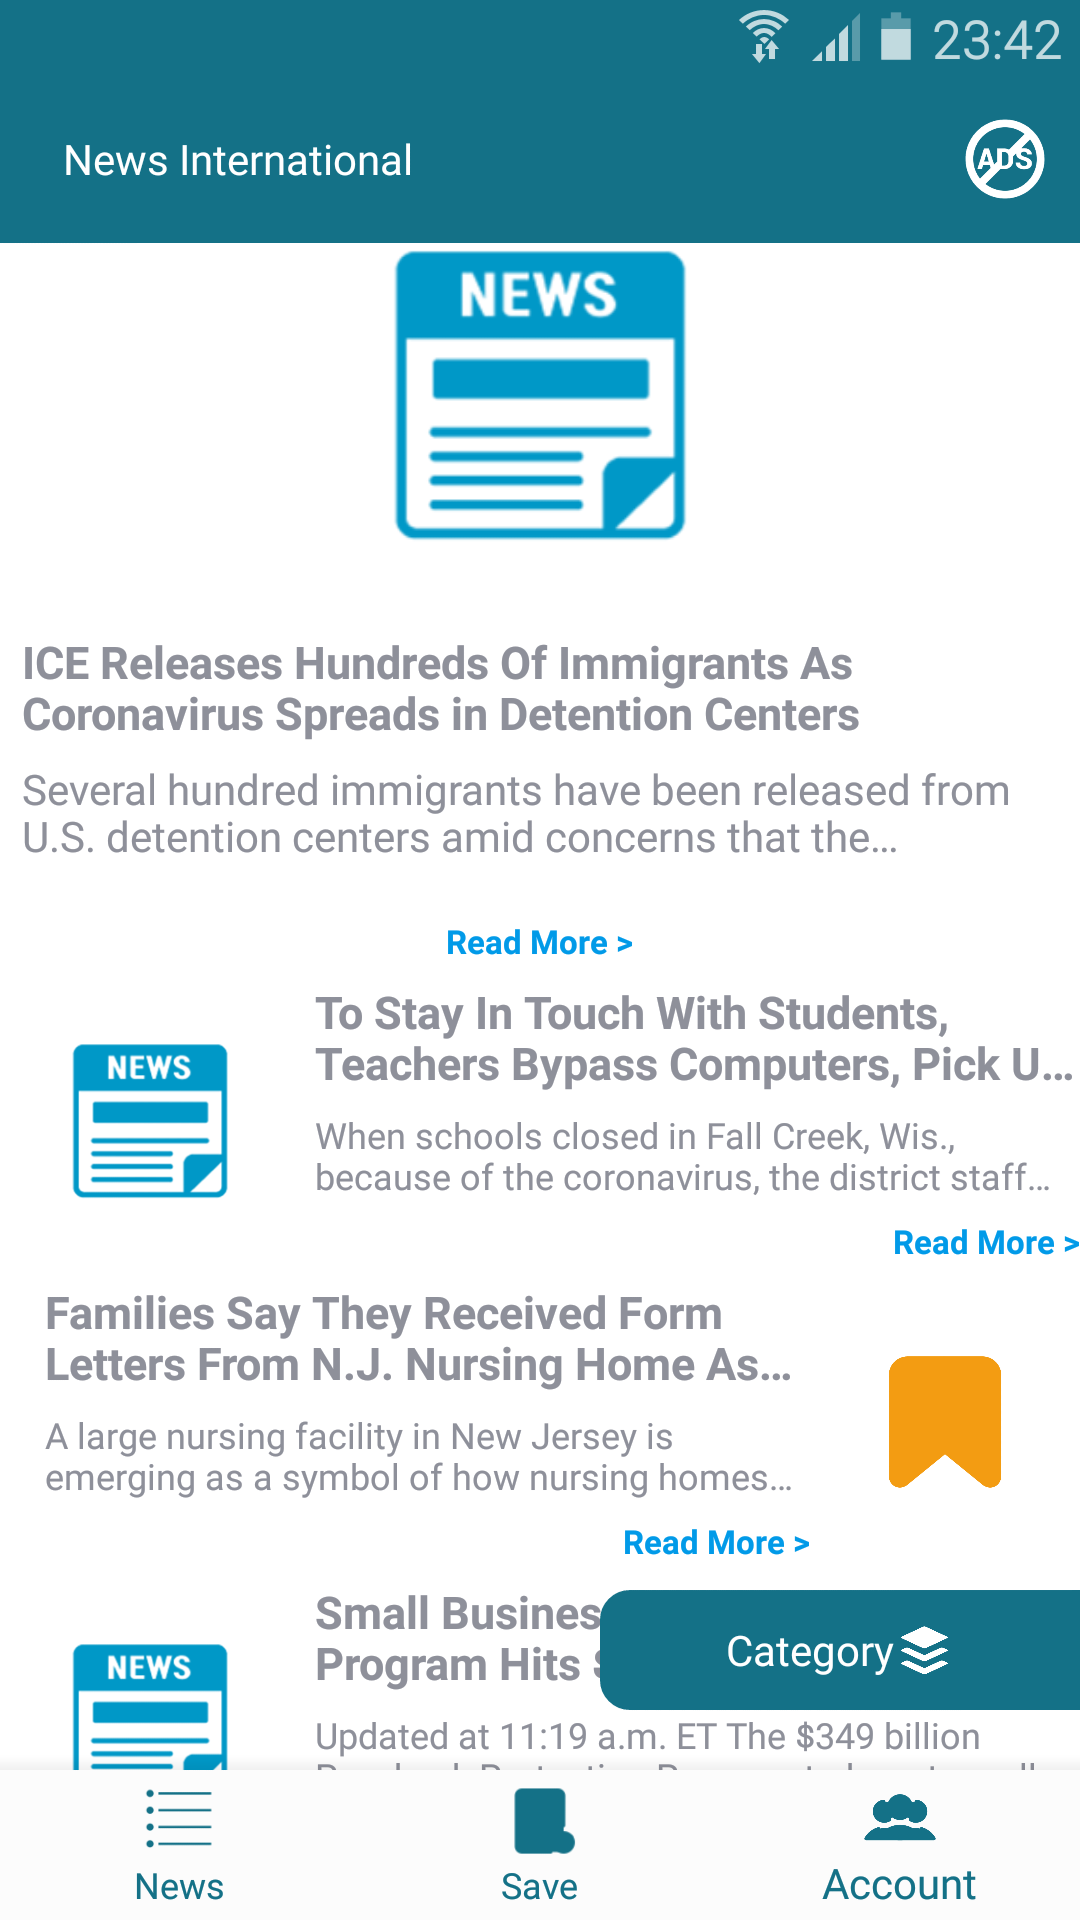 23:42
News International
ADS
NEWS
ICE Releases Hundreds Of Immigrants As
Coronavirus Spreads in Detention Centers
Several hundred immigrants have been released from
U.S. detention centers amid concerns that the...
Read More >
NEWS
To Stay In Touch With Students,
Teachers Bypass Computers, Pick U...
When schools closed in Fall Creek, Wis.,
because of the coronavirus, the district staff...
Read More >
Families Say They Received Form
Letters From N.J. Nursing Home As...
A large nursing facility in New Jersey is
emerging as a symbol of how nursing homes...
Read More >
NEWS
Small Busines
Program Hits
Category
Updated at 11:19 a.m. ET The $349 billion
News
Save
Account